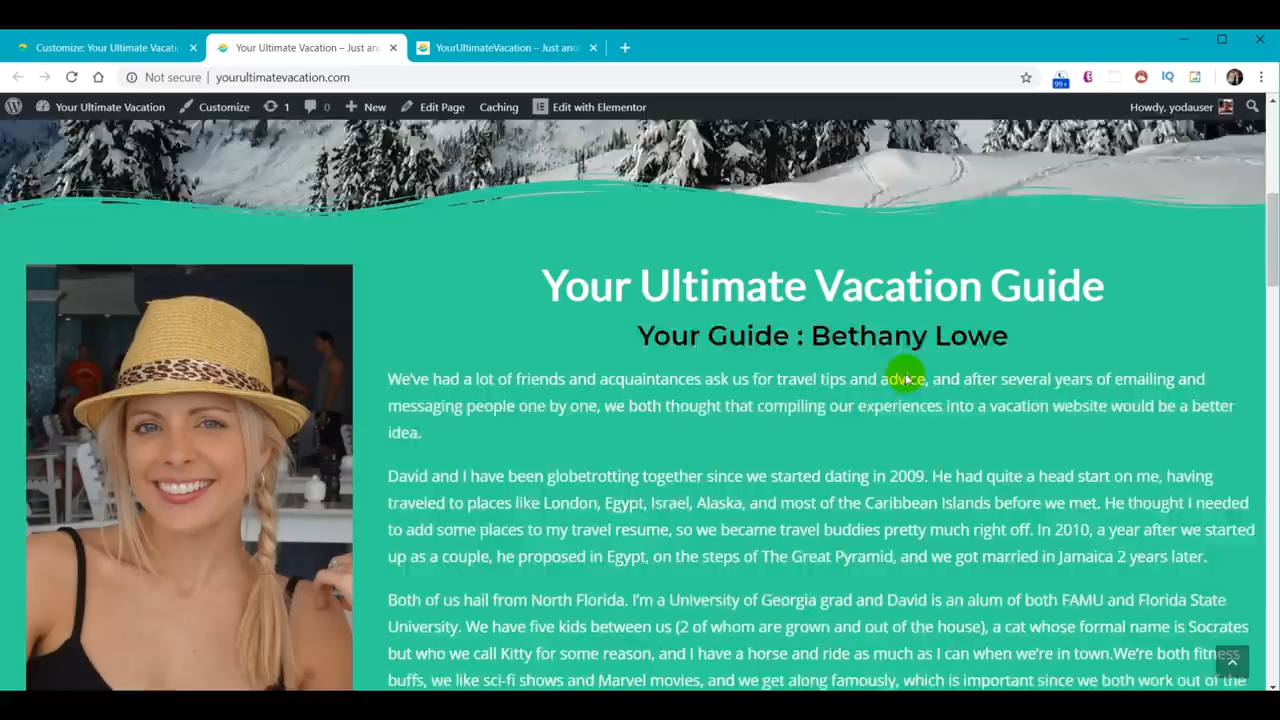 Customize: Your Ultimate Vacati
Your Ultimate Vacation – Just an
YourUltimateVacation – Just ano
Not secure
yourultimatevacation.com
99+
IQ
Your Ultimate Vacation
Customize
1
0
New
Edit Page
Caching
Edit with Elementor
Howdy, yodauser
Your Ultimate Vacation Guide
Your Guide : Bethany Lowe
We've had a lot of friends and acquaintances ask us for travel tips and advice, and after several years of emailing and
messaging people one by one, we both thought that compiling our experiences into a vacation website would be a better
idea.
David and I have been globetrotting together since we started dating in 2009. He had quite a head start on me, having
traveled to places like London, Egypt, Israel, Alaska, and most of the Caribbean Islands before we met. He thought I needed
to add some places to my travel resume, so we became travel buddies pretty much right off. In 2010, a year after we started
up as a couple, he proposed in Egypt, on the steps of The Great Pyramid, and we got married in Jamaica 2 years later.
Both of us hail from North Florida. I'm a University of Georgia grad and David is an alum of both FAMU and Florida State
University. We have five kids between us (2 of whom are grown and out of the house), a cat whose formal name is Socrates
but who we call Kitty for some reason, and I have a horse and ride as much as I can when we're in town.We're both fitness
buffs, we like sci-fi shows and Marvel movies, and we get along famously, which is important since we both work out of the